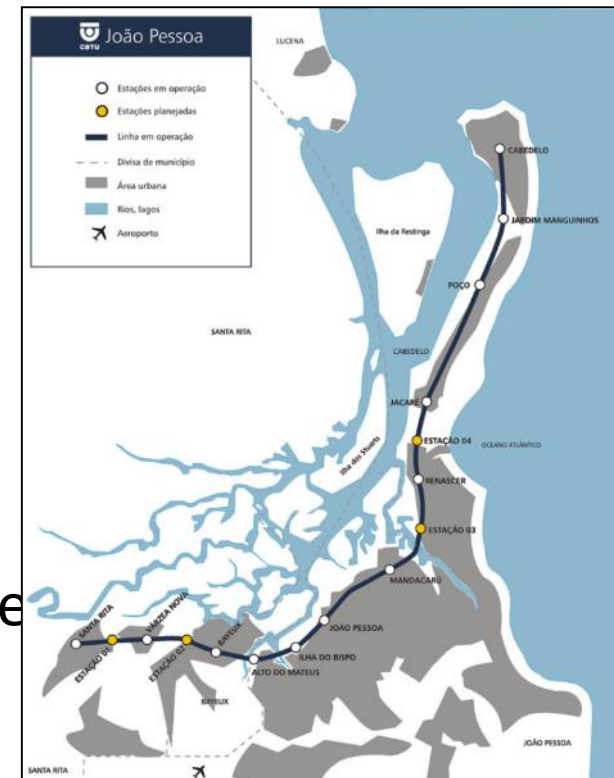 CBTU João Pessoa
Estações em operação
Estações planejadas
Linha em operação
Divisa de município
Área urbana
Rios, lagos
Aeroporto
LUCENA
CABEDELO
JARDIM MANGUINHOS
Ilha da Restinga
POÇO
SANTA RITA
CABEDELO
JACARÉ
ESTAÇÃO 04
OCEANO ATLÂNTICO
Ilha dos Stuarts
RENASCER
ESTAÇÃO 03
MANDACARÚ
e
SANTA RITA
ESTAÇÃO 01
VÁRZEA NOVA
ESTAÇÃO 02
BAYEUX
JOÃO PESSOA
ILHA DO BISPO
ALTO DO MATEUS
BAYEUX
JOÃO PESSOA
SANTA RITA